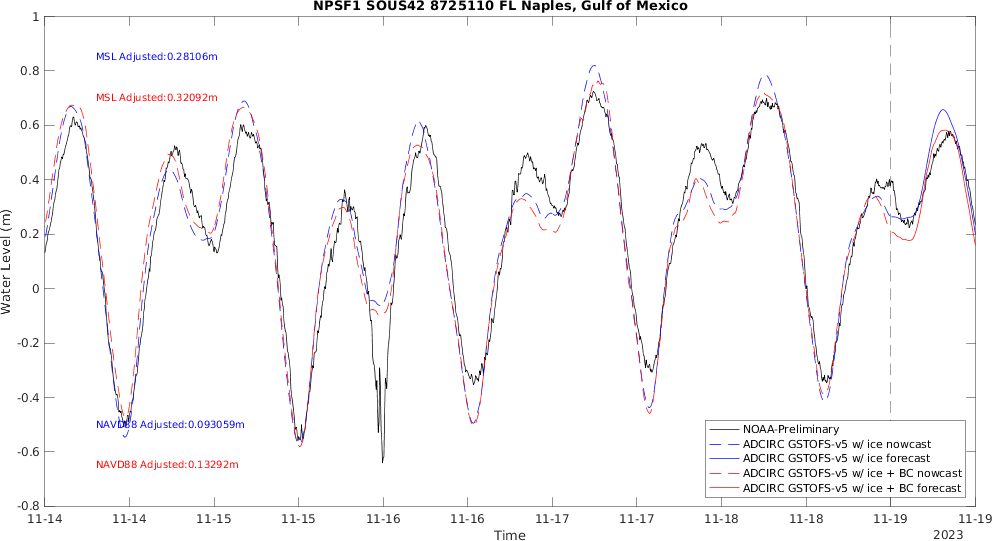 NPSF1 SOUS42 8725110 FL Naples, Gulf of Mexico
Water Level (m)
1
0.8
0.6
0.4
0.2
0
-0.2
-0.4
-0.6
-0.8
MSL Adjusted:0.28106m
MSL Adjusted:0.32092m
NAVD88 Adjusted:0.093059m
NAVD88 Adjusted:0.13292m
NOAA-Preliminary
ADCIRC GSTOFS-v5 w/ ice nowcast
ADCIRC GSTOFS-v5 w/ ice forecast
ADCIRC GSTOFS-v5 w/ ice + BC nowcast
ADCIRC GSTOFS-v5 w/ ice + BC forecast
11-14 11-14 11-15 11-15 11-16 11-16 11-17 11-17 11-18 11-18 11-19 11-19
Time
2023